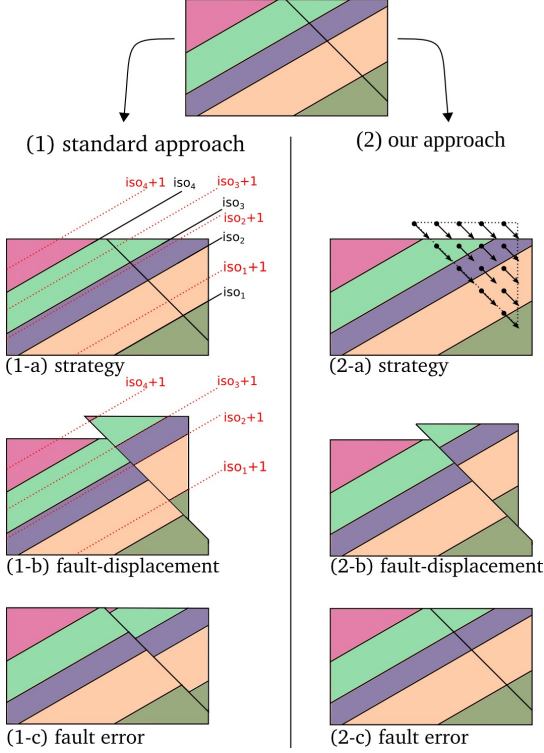 (1) standard approach
(2) our approach
iso4+1
iso4
iso3+1
iso3
iso2+1
iso2
iso1+1
iso1
(1-a) strategy
(2-a) strategy
iso4+1
iso3+1
iso2+1
iso1+1
(1-b) fault-displacement
(2-b) fault-displacement
(1-c) fault error
(2-c) fault error